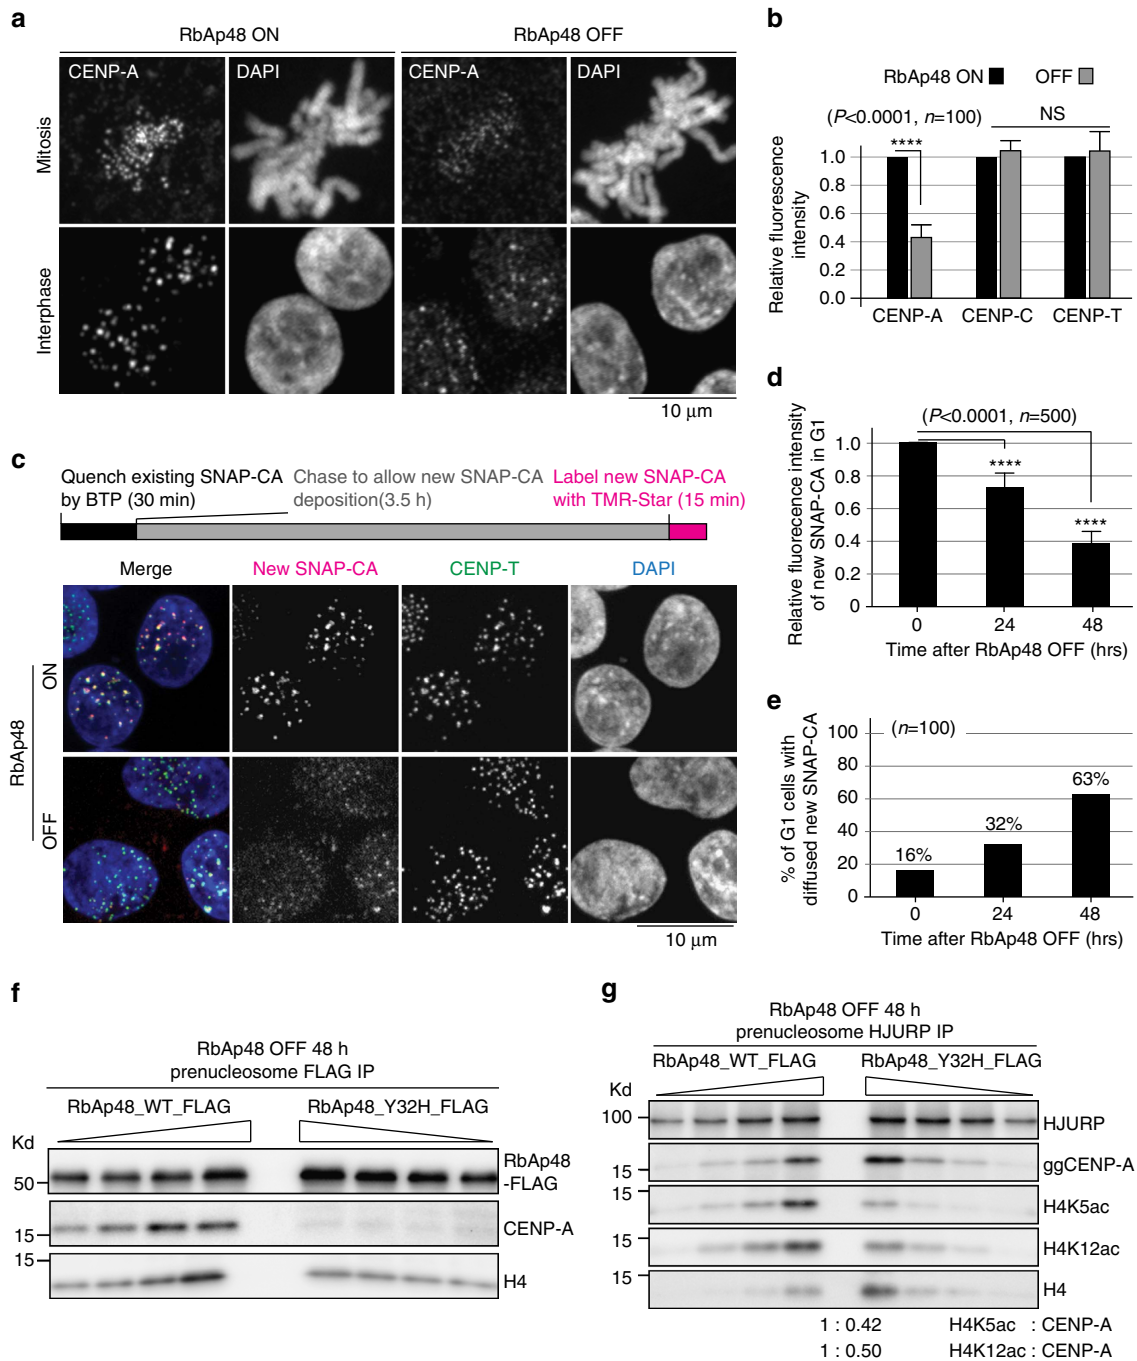 a
RbAp48 ON
RbAp48 OFF
CENP-A
DAPI
CENP-A
DAPI
Mitosis
Interphase
10 μm
b
RbAp48 ON
OFF
(P<0.0001, n=100)
NS
****
Relative fluorescence
intensity
1.0
0.8
0.6
0.4
0.2
0.0
CENP-A
CENP-C
CENP-T
c
Quench existing SNAP-CA
by BTP (30 min)
Chase to allow new SNAP-CA
deposition(3.5 h)
Label new SNAP-CA
with TMR-Star (15 min)
Merge
New SNAP-CA
CENP-T
DAPI
RbAp48
ON
OFF
10 μm
d
(P<0.0001, n=500)
Relative fluorecence intensity
of new SNAP-CA in G1
1.0
0.8
0.6
0.4
0.2
0
****
****
0
24
48
Time after RbAp48 OFF (hrs)
e
% of G1 cells with
diffused new SNAP-CA
(n=100)
100
80
60
40
20
0
16%
32%
63%
0
24
48
Time after RbAp48 OFF (hrs)
f
RbAp48 OFF 48 h
prenucleosome FLAG IP
RbAp48_WT_FLAG
RbAp48_Y32H_FLAG
Kd
50
RbAp48
-FLAG
15
CENP-A
15
H4
g
RbAp48 OFF 48 h
prenucleosome HJURP IP
RbAp48_WT_FLAG
RbAp48_Y32H_FLAG
Kd
100
HJURP
15
ggCENP-A
15
H4K5ac
15
H4K12ac
15
H4
1 : 0.42 H4K5ac : CENP-A
1 : 0.50 H4K12ac : CENP-A